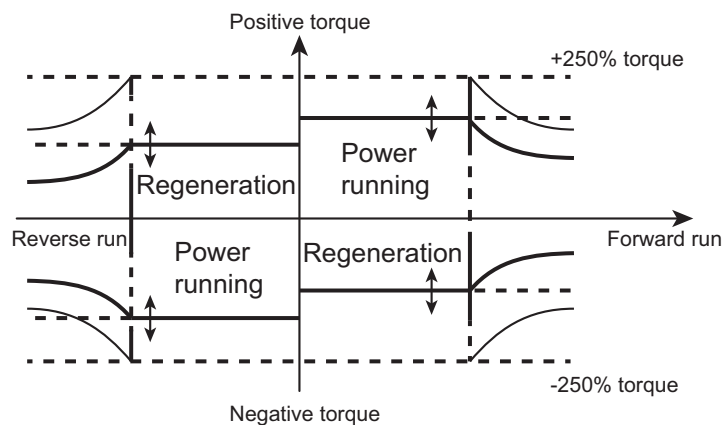 Positive torque
+250% torque
Power
running
Regeneration
Reverse run
Forward run
Power
running
Regeneration
-250% torque
Negative torque